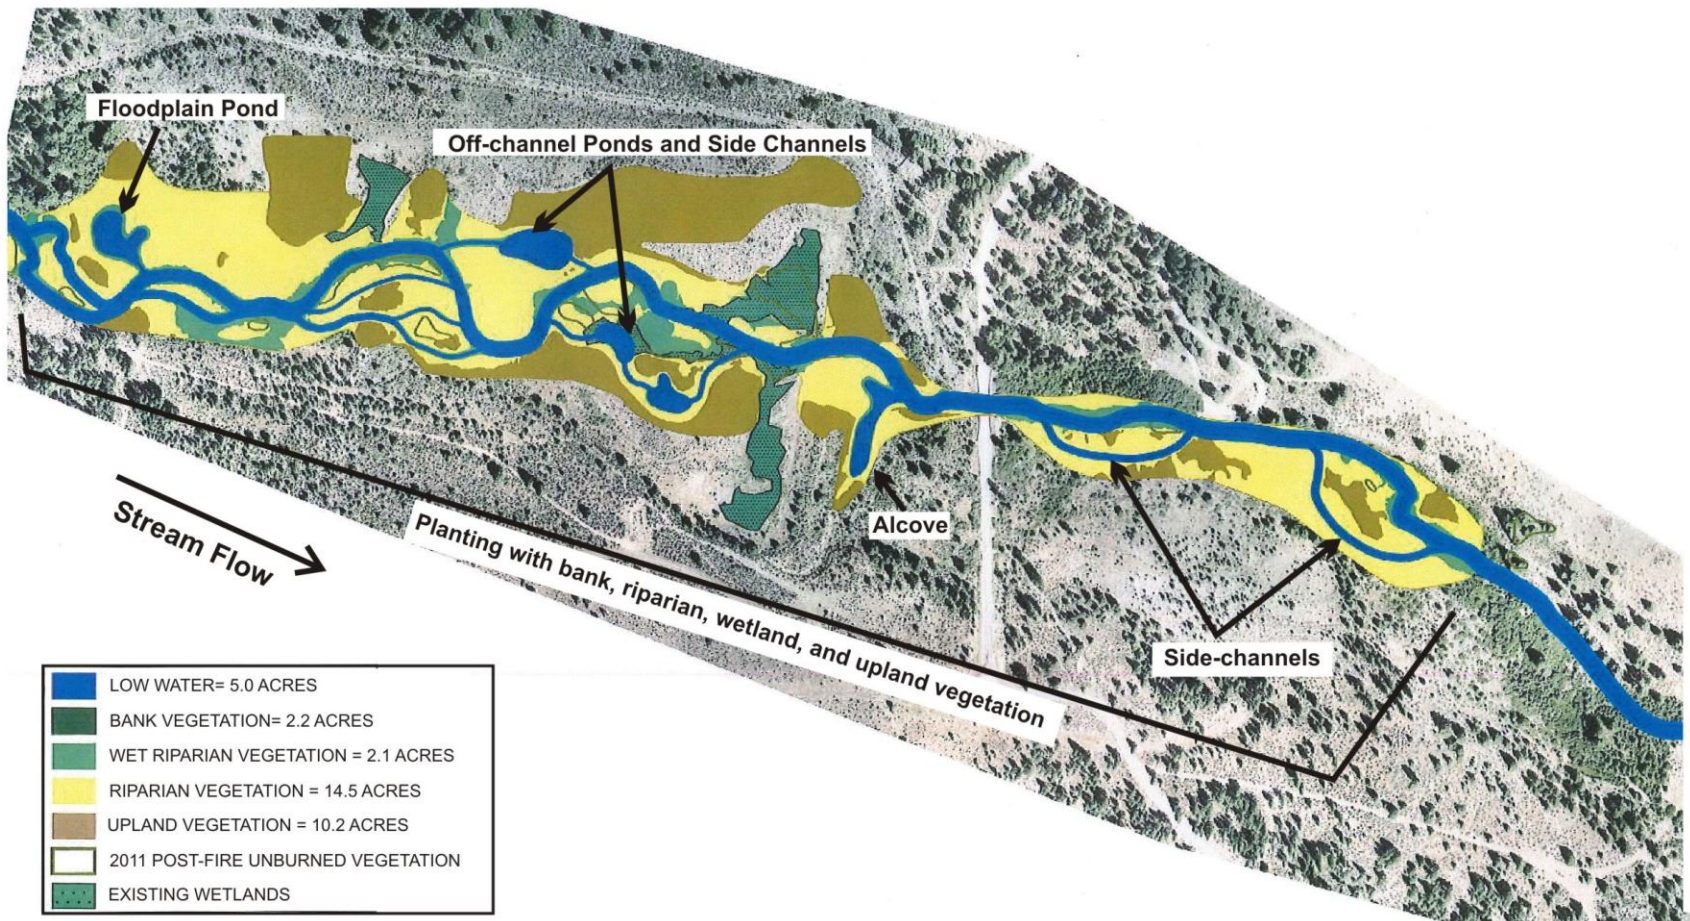 Floodplain Pond
Off-channel Ponds and Side Channels
Alcove
Stream Flow
Planting with bank, riparian, wetland, and upland vegetation
Side-channels
LOW WATER= 5.0 ACRES
BANK VEGETATION= 2.2 ACRES
WET RIPARIAN VEGETATION = 2.1 ACRES
RIPARIAN VEGETATION = 14.5 ACRES
UPLAND VEGETATION = 10.2 ACRES
2011 POST-FIRE UNBURNED VEGETATION
EXISTING WETLANDS